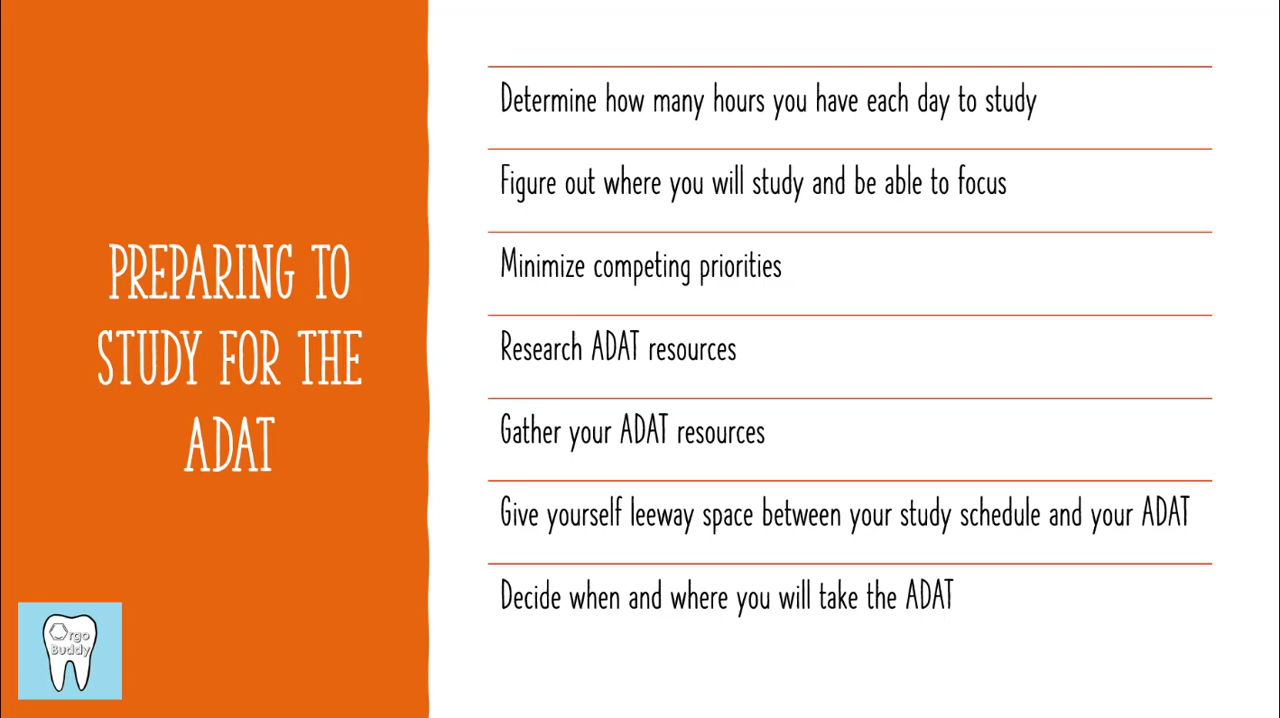 PREPARING TO
STUDY FOR THE
ADAT
Determine how many hours you have each day to study
Figure out where you will study and be able to focus
Minimize competing priorities
Research ADAT resources
Gather your ADAT resources
Give yourself leeway space between your study schedule and your ADAT
Decide when and where you will take the ADAT
Orgo
Buddy